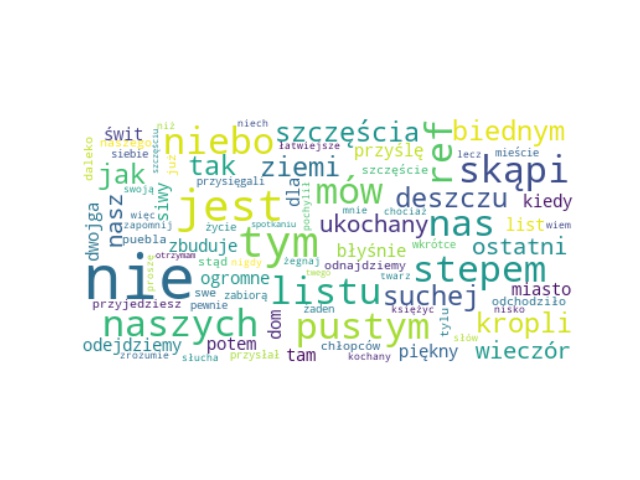 niech
niż
świt
niebo
szczęścia
ref
biednym
naszego
łatwiejsze
daleko
siebie
szczęściu
już
tak
ziemi
przyślę
lecz
mieście
jak
przysięgali
szczęście
skąpi
swoją
siwy
dla
pochylił
mów
deszczu
kiedy
nasz
jest
mnie
chociaż
dwojga
więc
zapomnij
życie
spotkaniu
ukochany
nas
list
wiem
puebla
zbuduje
tym
błyśnie
wkrótce
ostatni
nie
otrzymam
stąd
nigdy
żegnaj
odnajdziemy
stepem
proszę
ogromne
twego
twarz
listu
suchej
miasto
przyjedziesz
swe
zabiorą
odchodziło
pewnie
żaden
księżyc
nisko
naszych
dom
pustym
tylu
kropli
odejdziemy
potem
chłopców
słów
zrozumie
słucha
przysłał
tam
kochany
piękny
wieczór